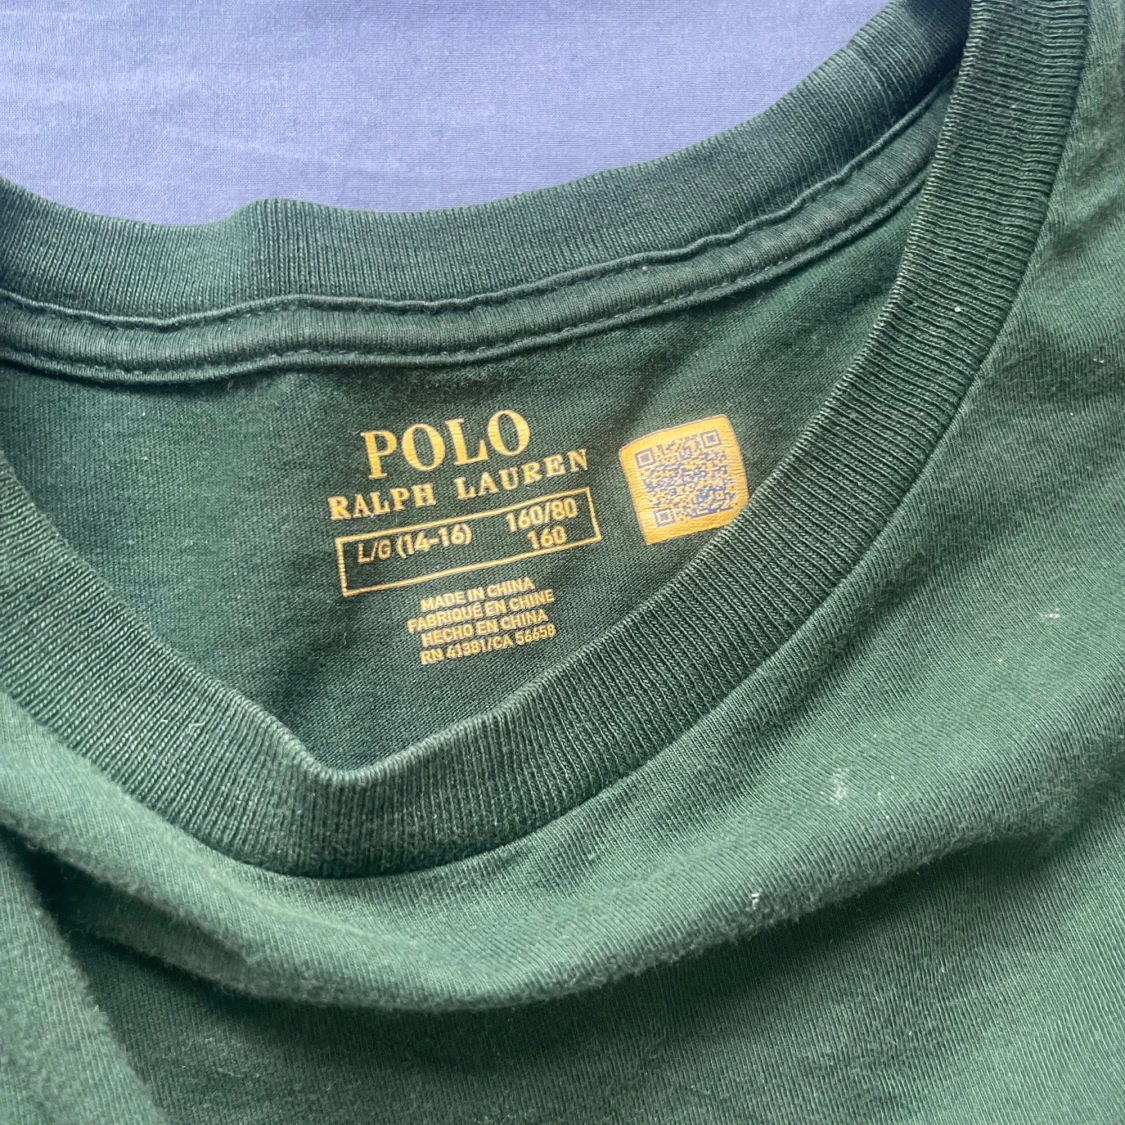 POLO
RALPH LAUREN
L/G (14-16) 160/80
160
MADE IN CHINA
FABRIQUÉ EN CHINE
HECHO EN CHINA
RN 41381/CA 56658